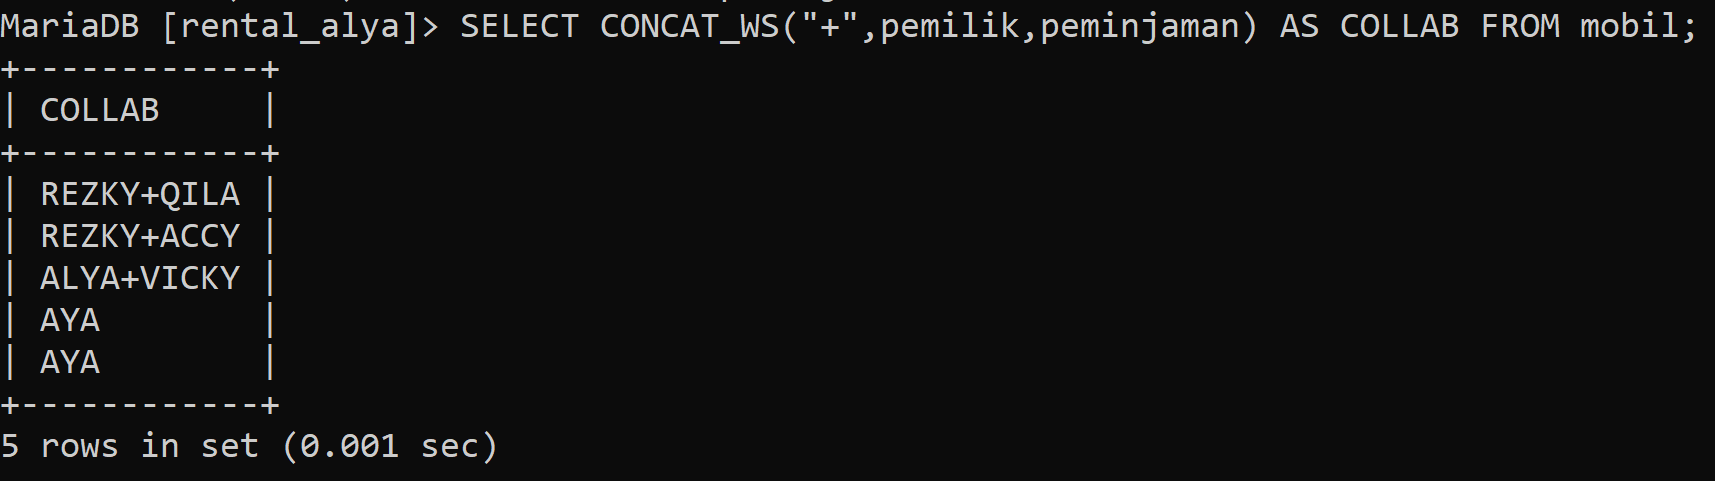 MariaDB [rental_alya]> SELECT CONCAT_WS("+",pemilik,peminjaman) AS COLLAB FROM mobil;
+------------+
| COLLAB     |
+------------+
| REZKY+QILA |
| REZKY+ACCY |
| ALYA+VICKY |
| AYA        |
| AYA        |
+------------+
5 rows in set (0.001 sec)